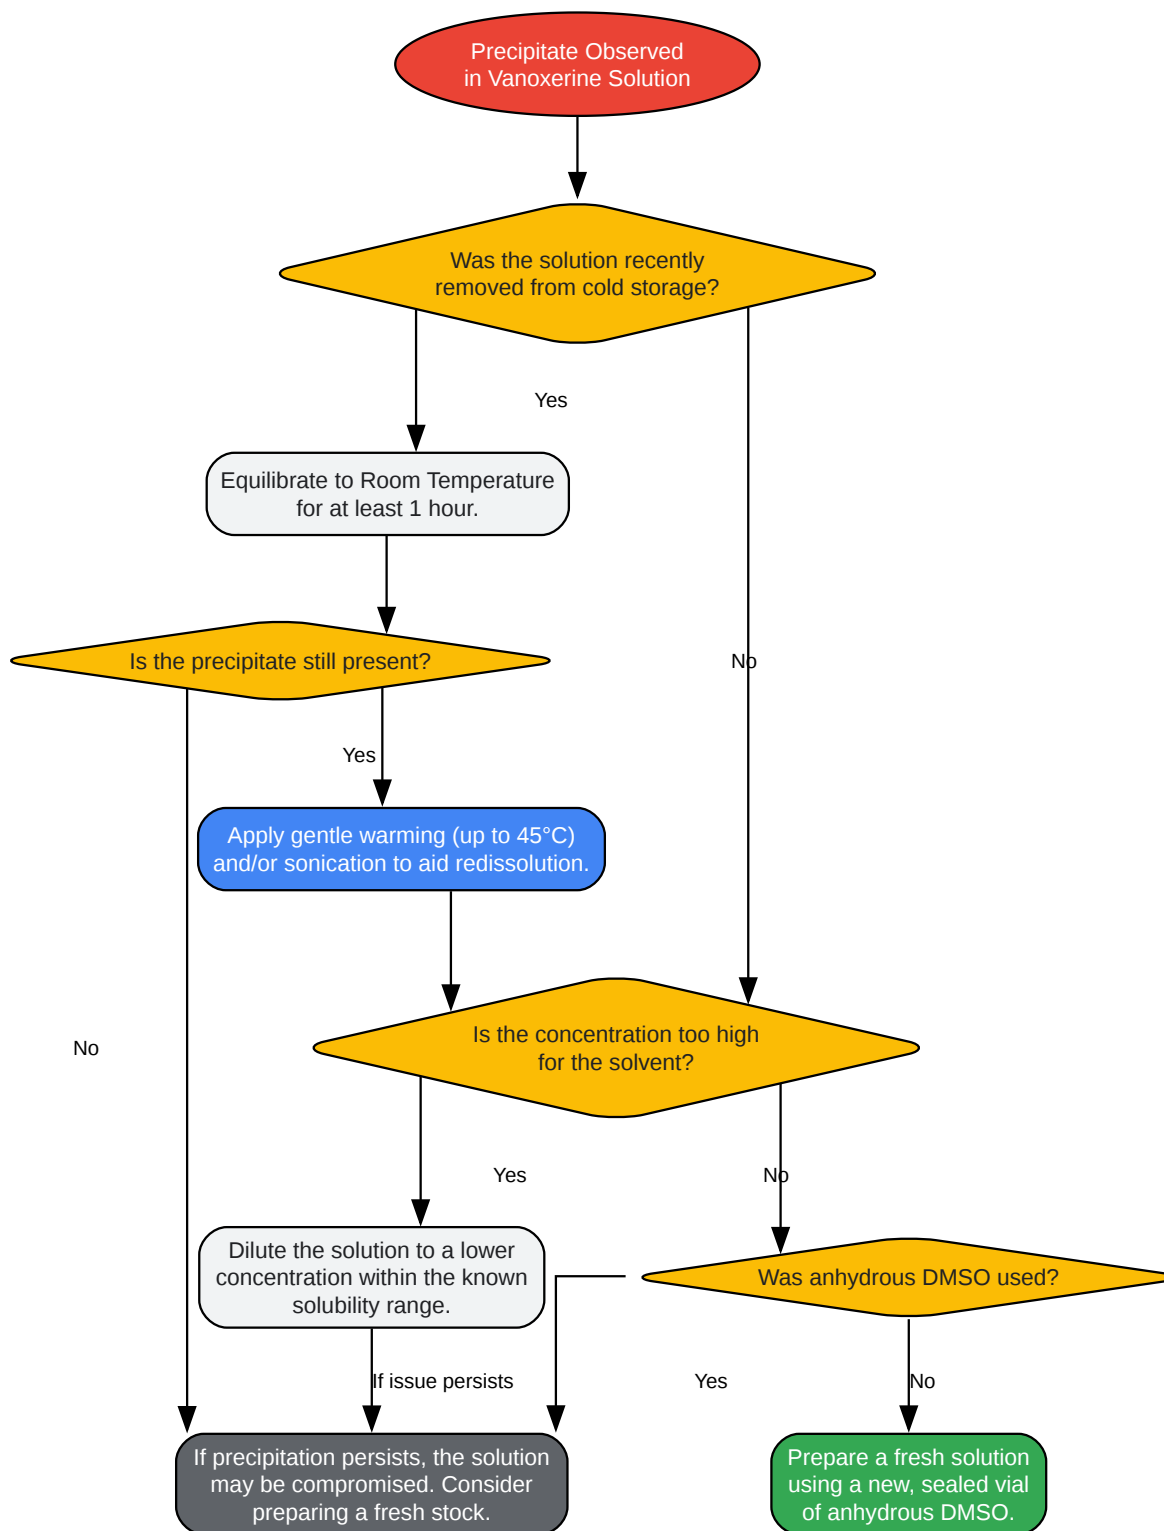 Precipitate Observed
in Vanoxerine Solution
Was the solution recently
removed from cold storage?
Yes
Equilibrate to Room Temperature
for at least 1 hour.
Is the precipitate still present?
No
Yes
Apply gentle warming (up to 45°C)
and/or sonication to aid redissolution.
No
Is the concentration too high
for the solvent?
Yes
No
Dilute the solution to a lower
concentration within the known
solubility range.
Was anhydrous DMSO used?
If issue persists
Yes
No
If precipitation persists, the solution
may be compromised. Consider
preparing a fresh stock.
Prepare a fresh solution
using a new, sealed vial
of anhydrous DMSO.